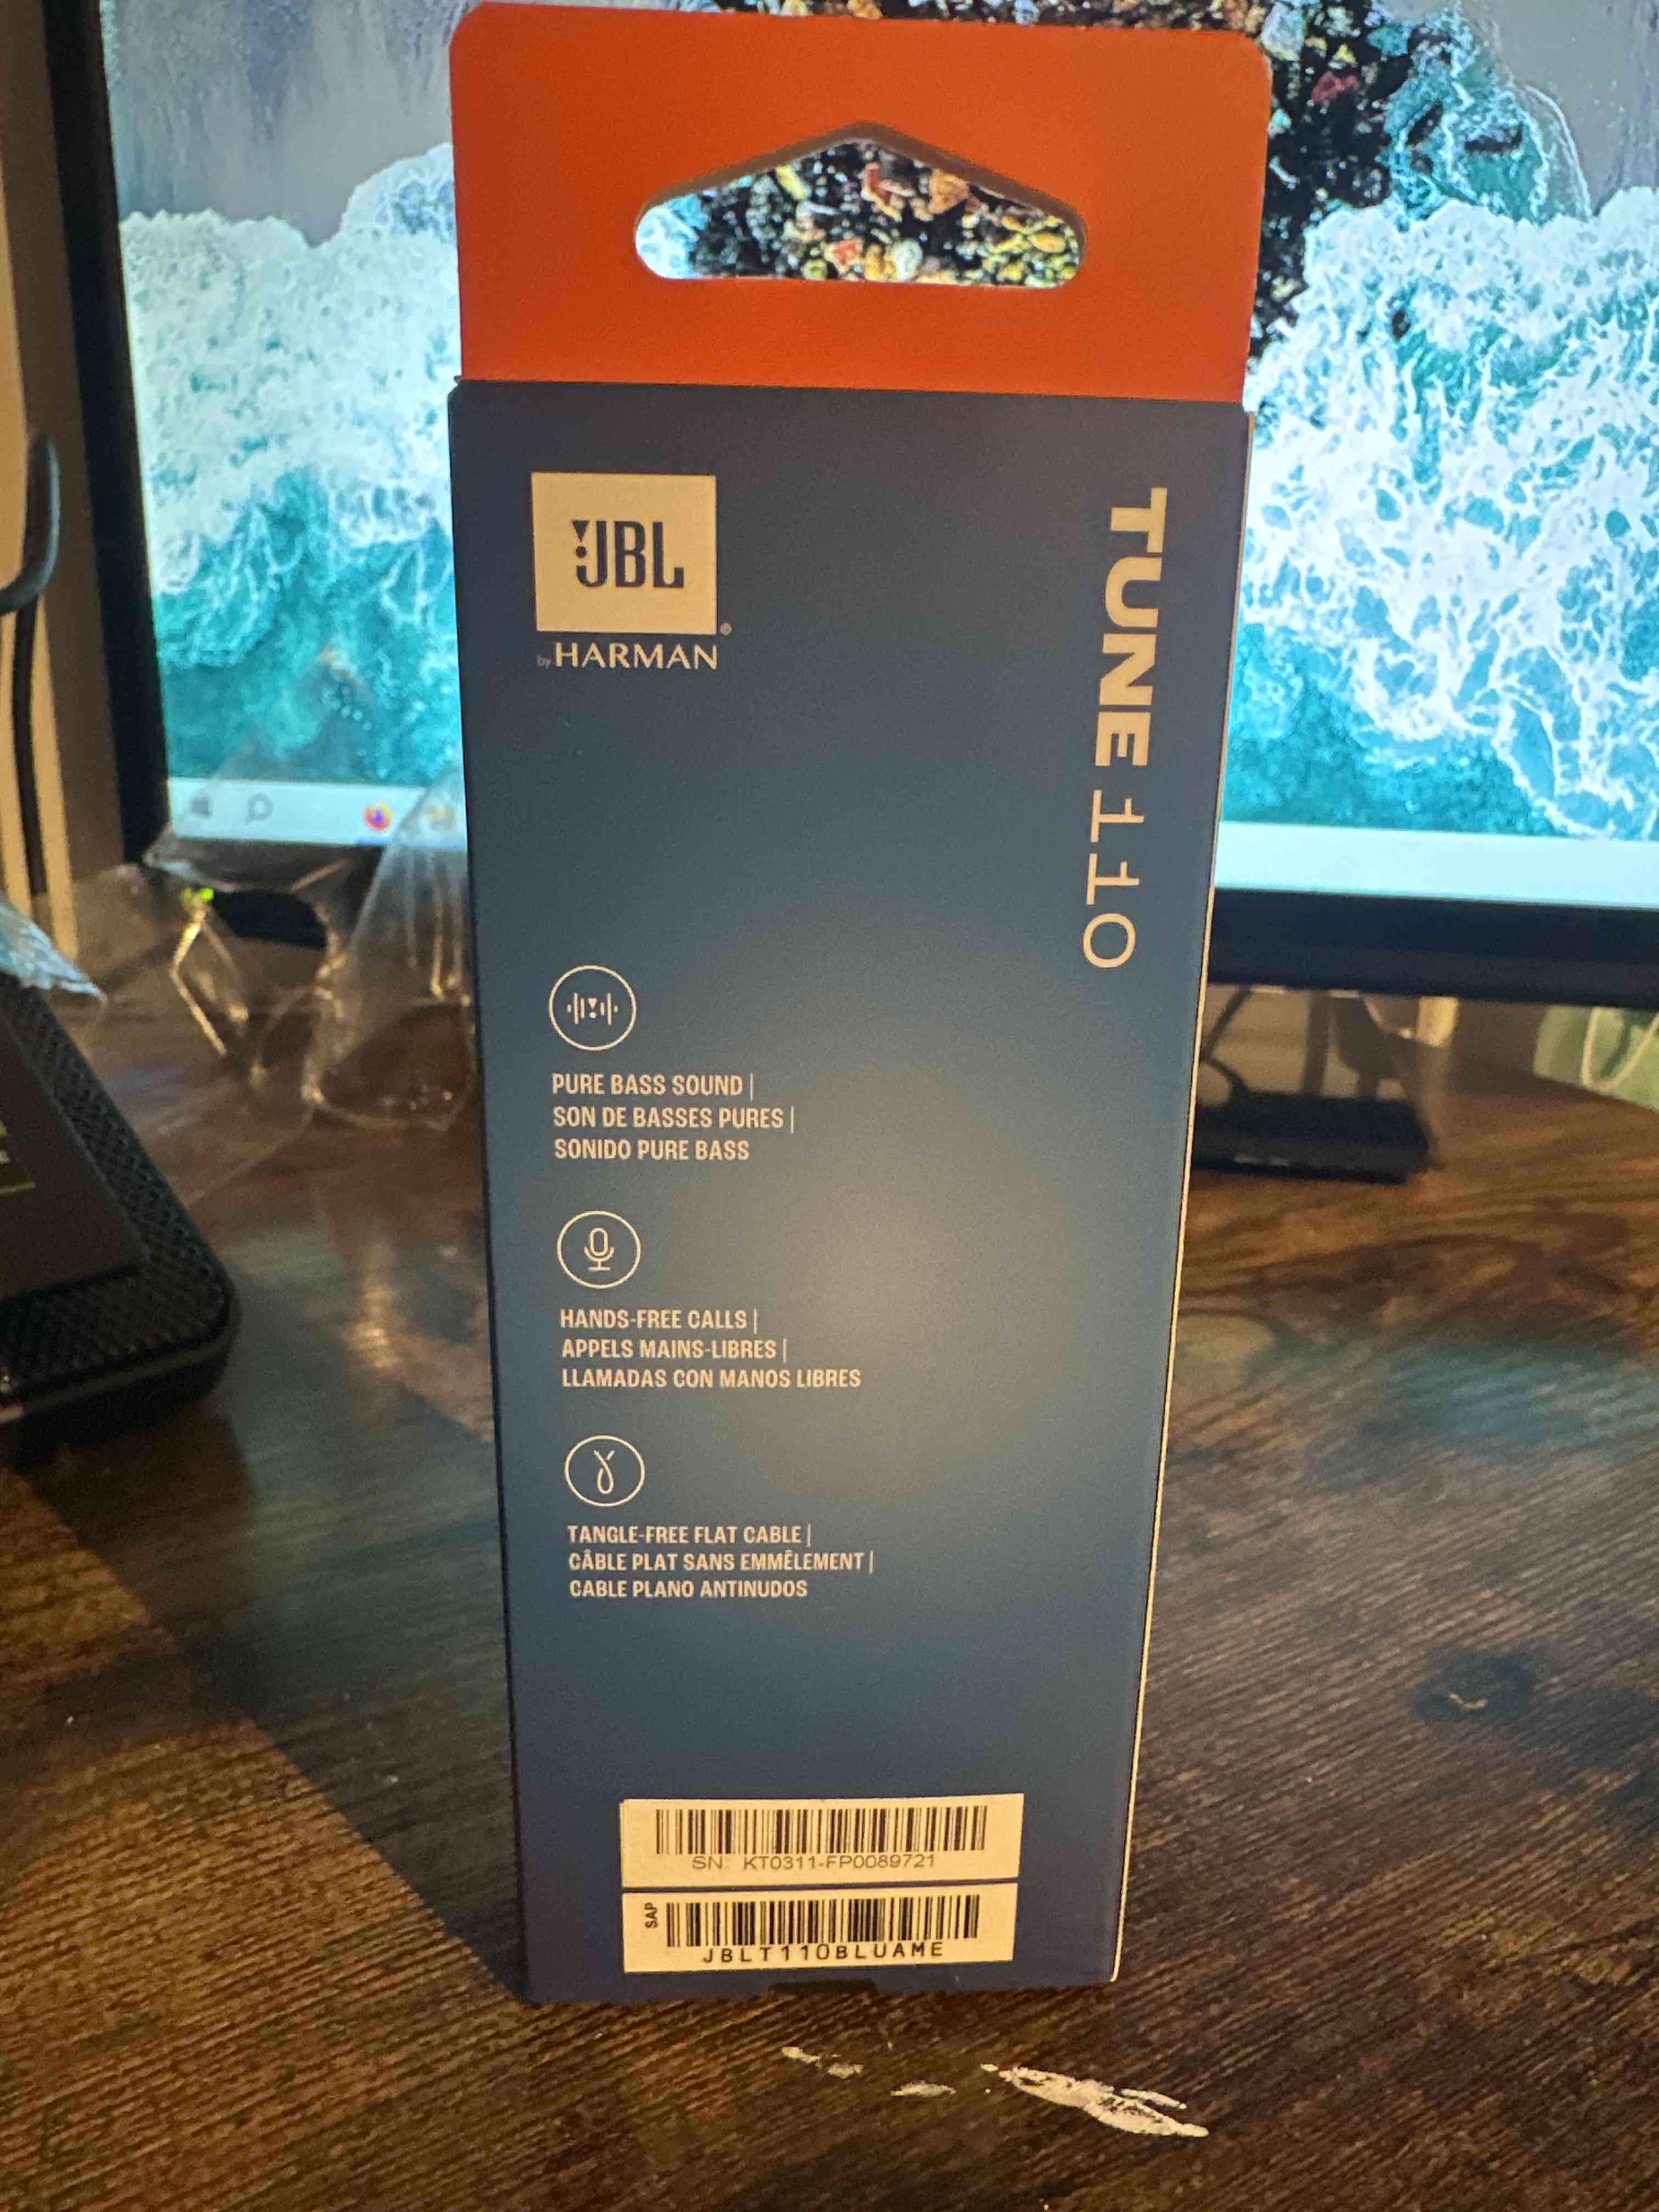 JBL
by HARMAN
TUNE 110
PURE BASS SOUND |
SON DE BASSES PURES |
SONIDO PURE BASS
HANDS-FREE CALLS |
APPELS MAINS-LIBRES |
LLAMADAS CON MANOS LIBRES
TANGLE-FREE FLAT CABLE |
CÂBLE PLAT SANS EMMÊLEMENT |
CABLE PLANO ANTINUDOS
SN: KT0311-FP0089721
SAP
JBLT110BLUAME